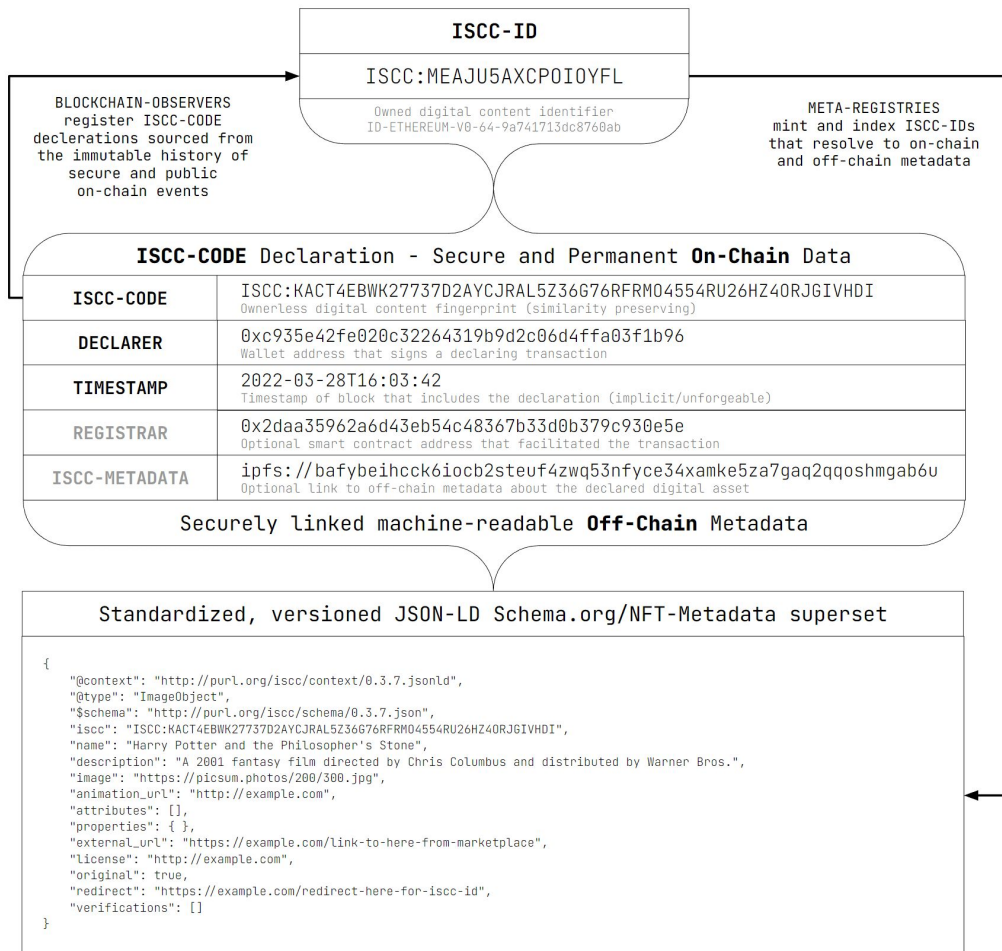 ISCC-ID
ISCC:MEAJU5AXCPOIOYFL
Owned digital content identifier
ID-ETHEREUM-V0-64-9a741713dc8760ab
BLOCKCHAIN-OBSERVERS
register ISCC-CODE
declerations sourced from
the immutable history of
secure and public
on-chain events
META-REGISTRIES
mint and index ISCC-IDs
that resolve to on-chain
and off-chain metadata
ISCC-CODE Declaration - Secure and Permanent On-Chain Data
ISCC-CODE
ISCC:KACT4EBWK27737D2AYCJRAL5Z36G76RFRMO4554RU26HZ4ORJGIVHDI
Ownerless digital content fingerprint (similarity preserving)
DECLARER
0xc935e42fe020c32264319b9d2c06d4ffa03f1b96
Wallet address that signs a declaring transaction
TIMESTAMP
2022-03-28T16:03:42
Timestamp of block that includes the declaration (implicit/unforgeable)
REGISTRAR
0x2daa35962a6d43eb54c48367b33d0b379c930e5e
Optional smart contract address that facilitated the transaction
ISCC-METADATA
ipfs://bafybeihcck6iocb2steuf4zwq53nfyce34xamke5za7gaq2qqoshmgab6u
Optional link to off-chain metadata about the declared digital asset
Securely linked machine-readable Off-Chain Metadata
Standardized, versioned JSON-LD Schema.org/NFT-Metadata superset
{
"@context": "http://purl.org/iscc/context/0.3.7.jsonld",
"@type": "ImageObject",
"$schema": "http://purl.org/iscc/schema/0.3.7.json",
"iscc": "ISCC:KACT4EBWK27737D2AYCJRAL5Z36G76RFRMO4554RU26HZ4ORJGIVHDI",
"name": "Harry Potter and the Philosopher's Stone",
"description": "A 2001 fantasy film directed by Chris Columbus and distributed by Warner Bros.",
"image": "https://picsum.photos/200/300.jpg",
"animation_url": "http://example.com",
"attributes": [],
"properties": { },
"external_url": "https://example.com/link-to-here-from-marketplace",
"license": "http://example.com",
"original": true,
"redirect": "https://example.com/redirect-here-for-iscc-id",
"verifications": []
}